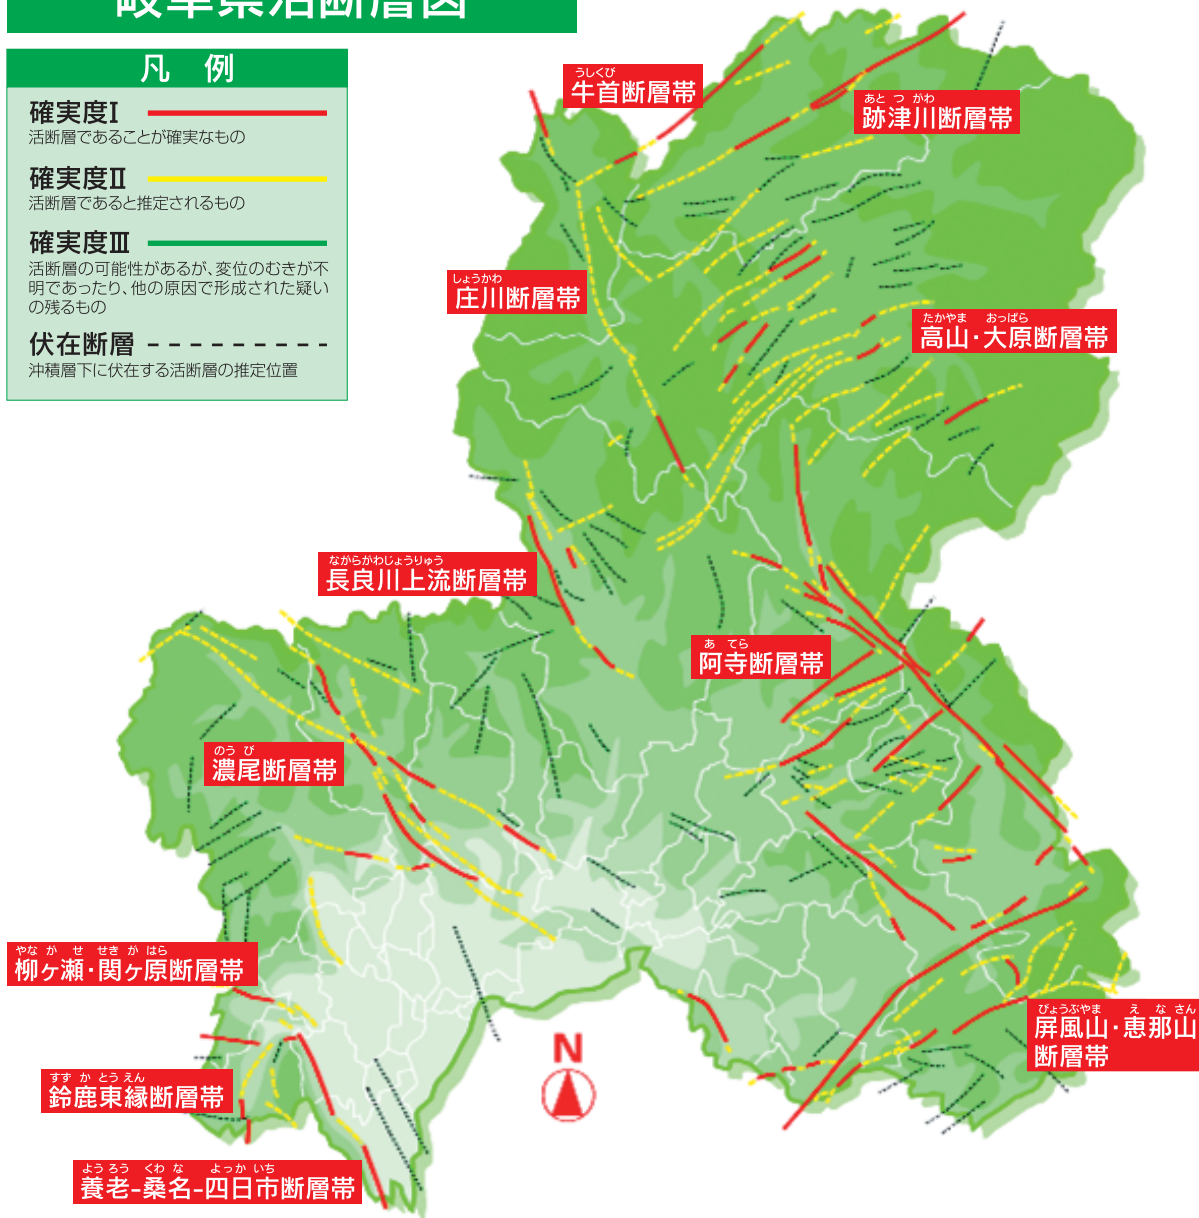 岐阜県活断層図
凡 例
確実度Ⅰ
活断層であることが確実なもの
確実度Ⅱ
活断層であると推定されるもの
確実度Ⅲ
活断層の可能性があるが、変位のむきが不
明であったり、他の原因で形成された疑い
の残るもの
伏在断層
沖積層下に伏在する活断層の推定位置
うしくび
牛首断層帯
あとつがわ
跡津川断層帯
しょうかわ
庄川断層帯
たかやま おっぱら
高山・大原断層帯
ながらがわじょうりゅう
長良川上流断層帯
あてら
阿寺断層帯
のうび
濃尾断層帯
やながせ せきがはら
柳ヶ瀬・関ヶ原断層帯
びょうぶやま えなさん
屏風山・恵那山
断層帯
すずかとうえん
鈴鹿東縁断層帯
ようろう くわな よっかいち
養老-桑名-四日市断層帯
N